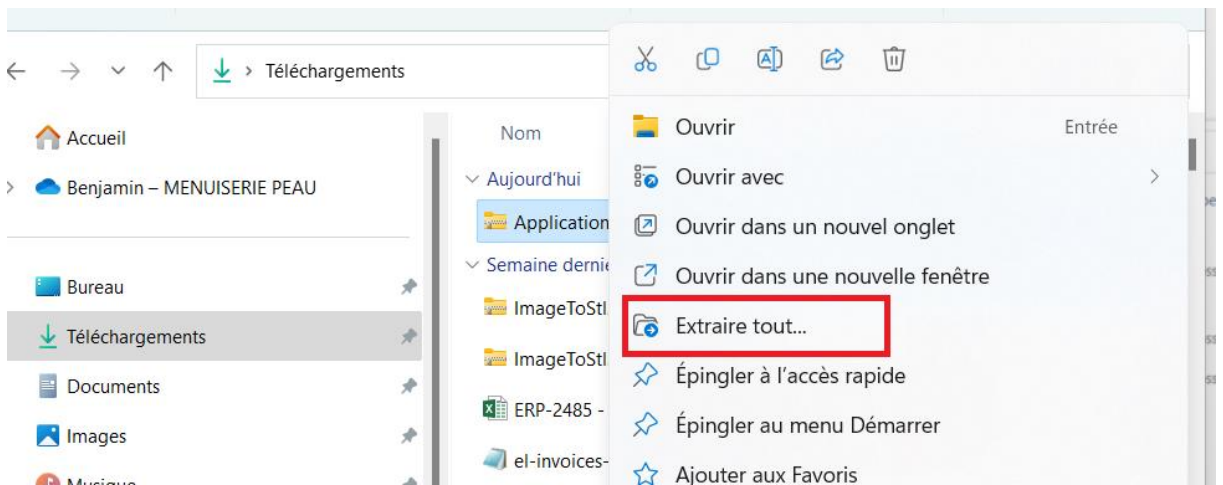 Téléchargements
Accueil
Benjamin – MENUISERIE PEAU
Bureau
Téléchargements
Documents
Images
Musique
Nom
Aujourd'hui
Application
Semaine derniè
ImageToStl
ImageToStl
ERP-2485 -
el-invoices-
Ouvrir Entrée
Ouvrir avec
Ouvrir dans un nouvel onglet
Ouvrir dans une nouvelle fenêtre
Extraire tout...
Épingler à l'accès rapide
Épingler au menu Démarrer
Ajouter aux Favoris